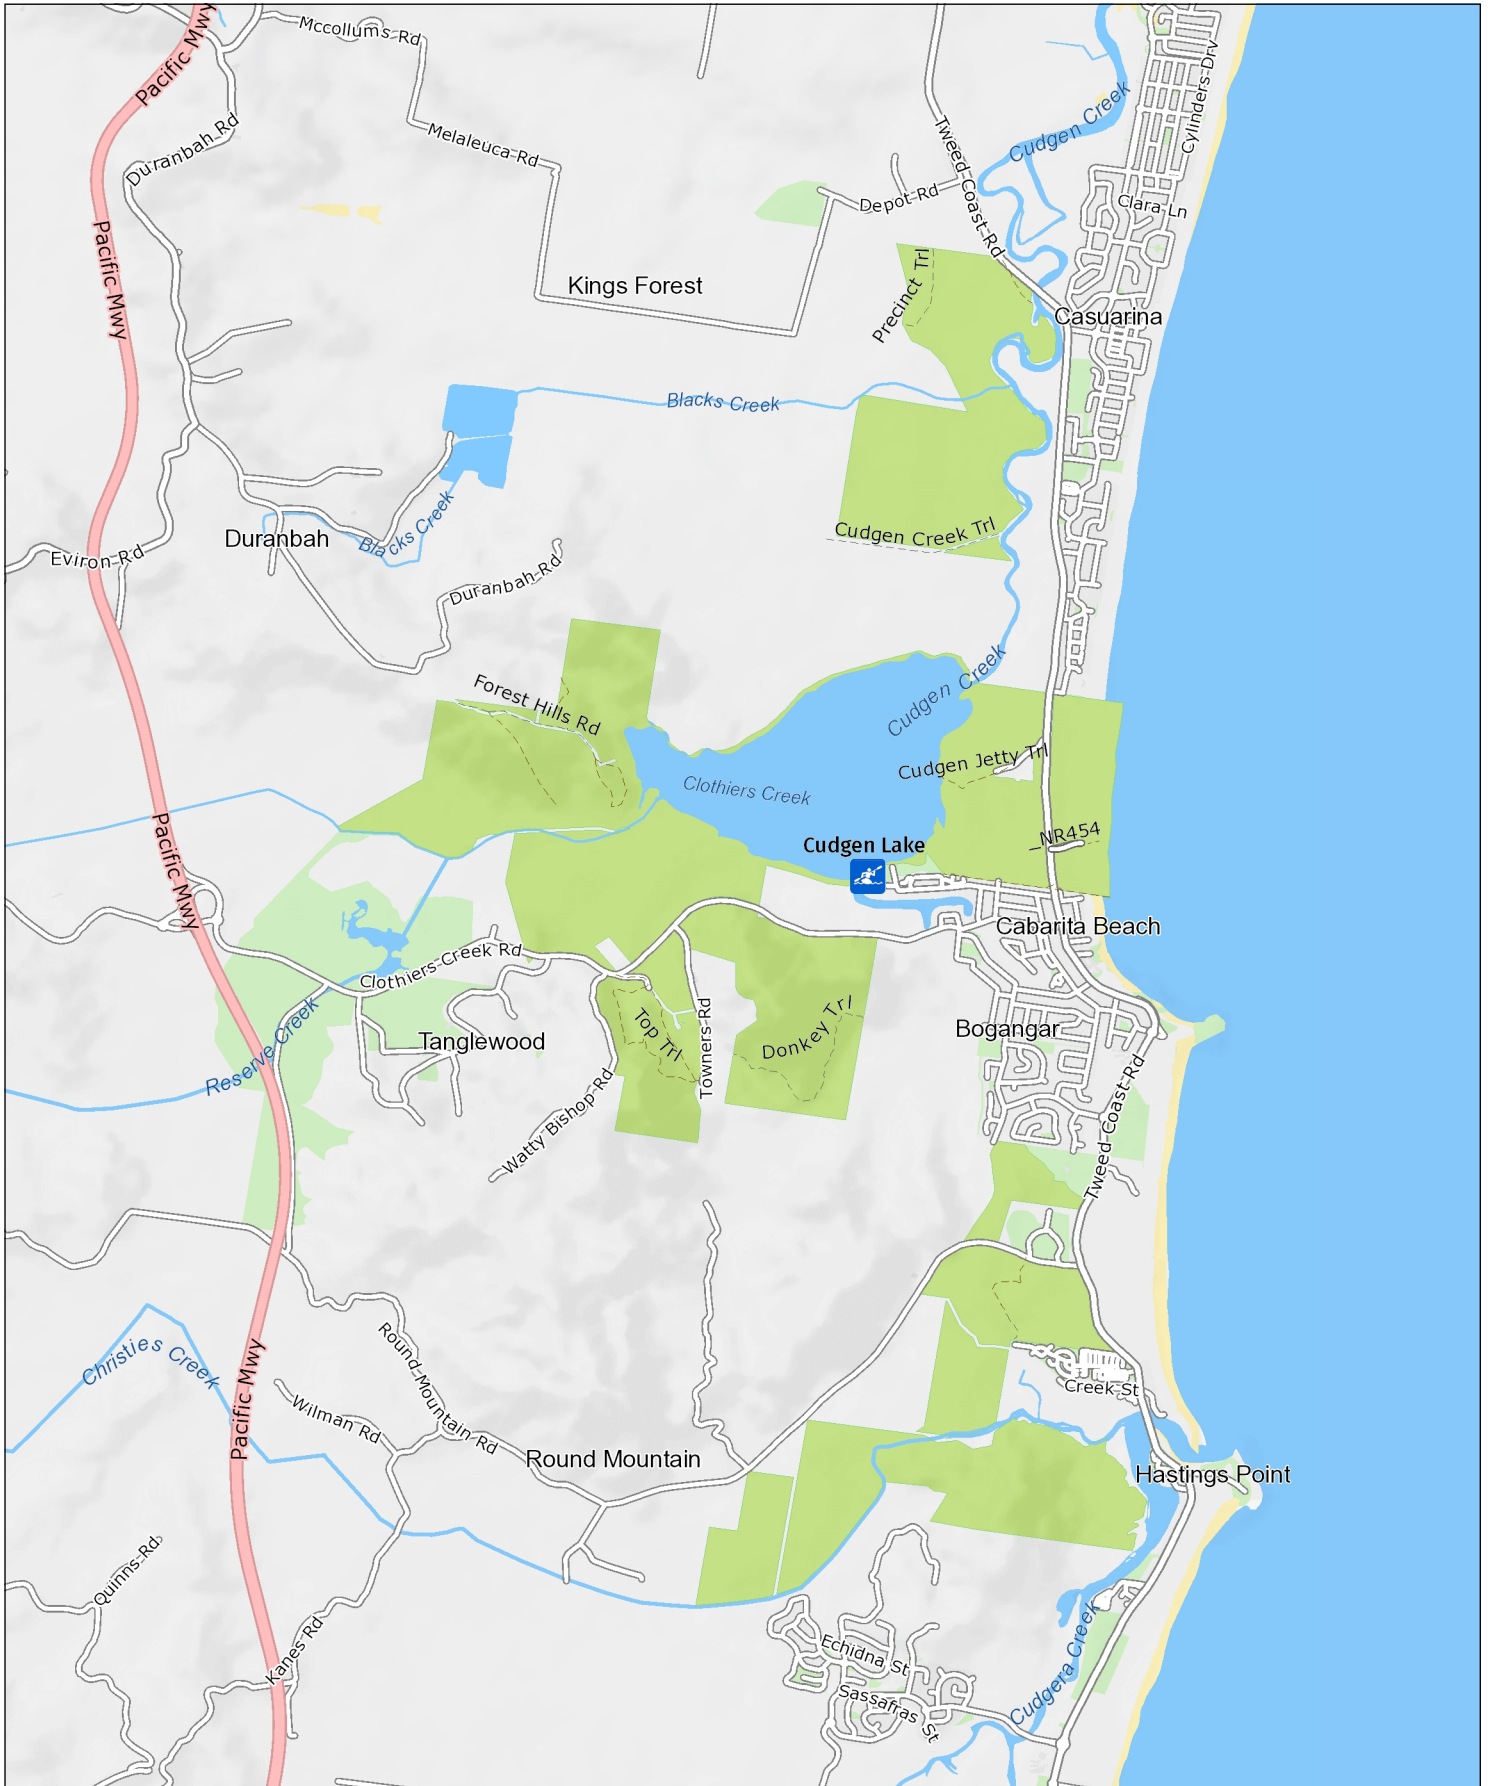 Mccollums Rd
Pacific Mwy
Cylinders Drv
Cudgen Creek
Duranbah Rd
Melaleuca Rd
Tweed Coast Rd
Depot Rd
Clara Ln
Pacific Mwy
Precinct Trl
Kings Forest
Casuarina
Blacks Creek
Blacks Creek
Cudgen Creek Trl
Duranbah
Eviron Rd
Duranbah Rd
Cudgen Creek
Forest Hills Rd
Cudgen Jetty Trl
Clothiers Creek
_NR454
Pacific Mwy
Cudgen Lake
Cabarita Beach
Clothiers Creek Rd
Reserve Creek
Top Trl
Towners Rd
Donkey Trl
Bogangar
Tanglewood
Watty Bishop Rd
Tweed Coast Rd
Christies Creek
Pacific Mwy
Round Mountain Rd
Creek St
Wilman Rd
Round Mountain
Hastings Point
Quinns Rd
Kanes Rd
Echidna St
Cudgera Creek
Sassafras St